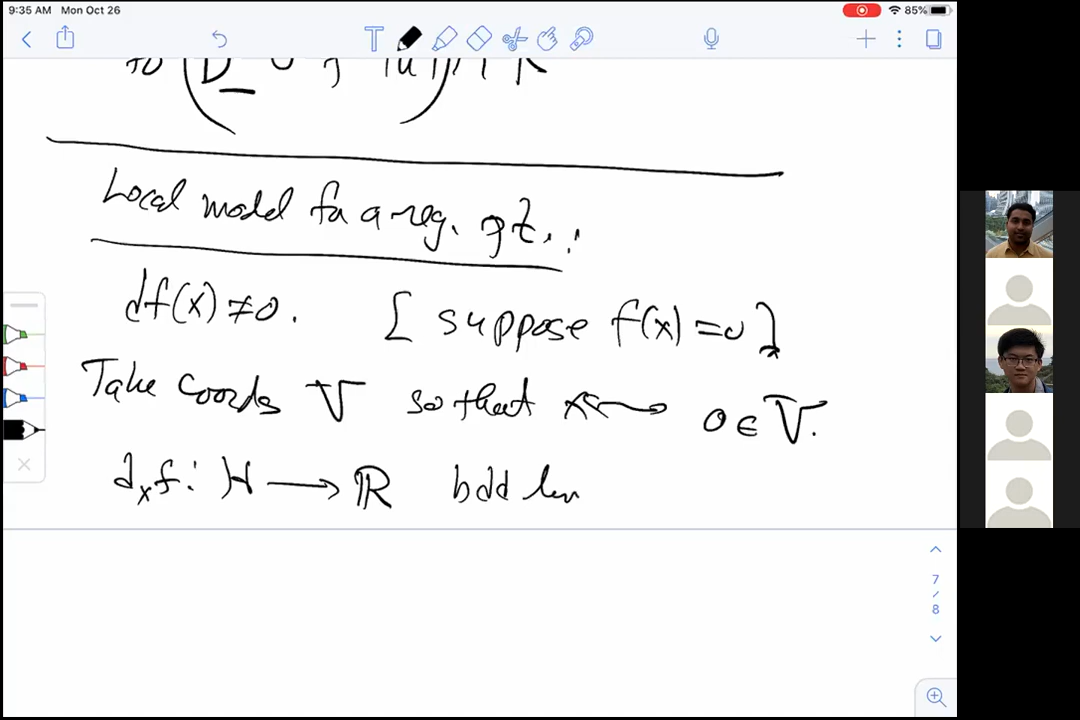 9:35 AM Mon Oct 26
85%
T
Local model for a reg. pt. :
df(x) ≠ 0. [ suppose f(x) = 0 ]
Take coords V so that x ↔ 0 ∈ V.
d_x f : H → ℝ bdd lin
7
/
8